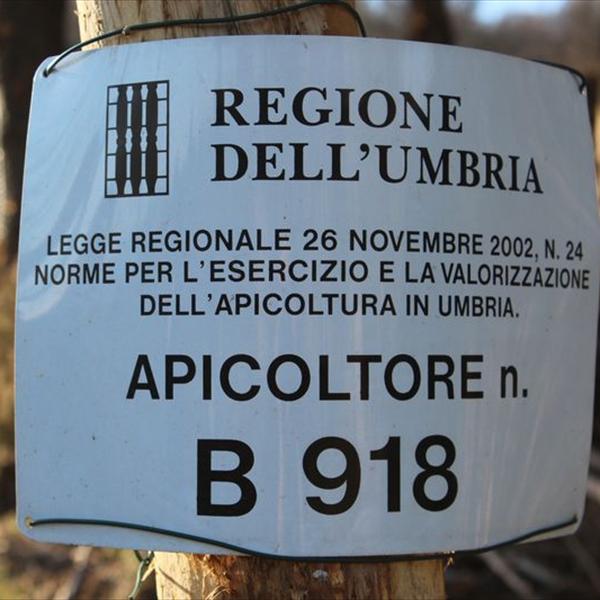 REGIONE
DELL'UMBRIA
LEGGE REGIONALE 26 NOVEMBRE 2002, N. 24
NORME PER L'ESERCIZIO E LA VALORIZZAZIONE
DELL'APICOLTURA IN UMBRIA.
APICOLTORE n.
B 918